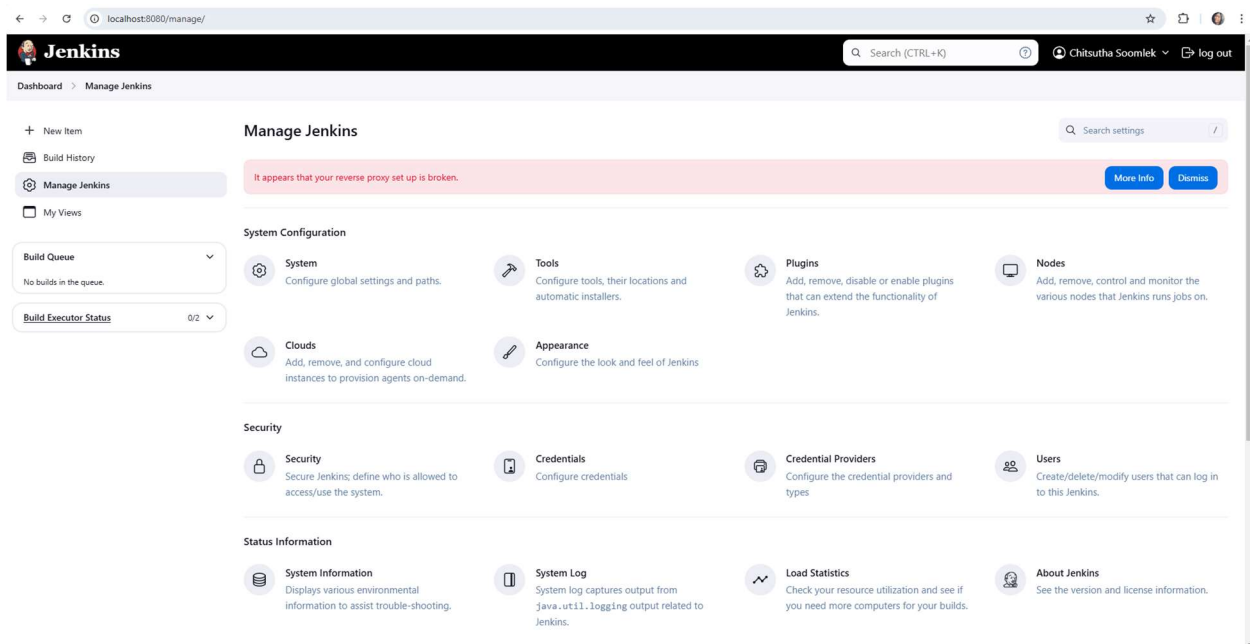 localhost:8080/manage/
Jenkins
Search (CTRL+K)
Chitsutha Soomlek
log out
Dashboard > Manage Jenkins
New Item
Build History
Manage Jenkins
My Views
Build Queue
No builds in the queue.
Build Executor Status 0/2
Manage Jenkins
Search settings /
It appears that your reverse proxy set up is broken.
More Info
Dismiss
System Configuration
System
Configure global settings and paths.
Tools
Configure tools, their locations and
automatic installers.
Plugins
Add, remove, disable or enable plugins
that can extend the functionality of
Jenkins.
Nodes
Add, remove, control and monitor the
various nodes that Jenkins runs jobs on.
Clouds
Add, remove, and configure cloud
instances to provision agents on-demand.
Appearance
Configure the look and feel of Jenkins
Security
Security
Secure Jenkins; define who is allowed to
access/use the system.
Credentials
Configure credentials
Credential Providers
Configure the credential providers and
types
Users
Create/delete/modify users that can log in
to this Jenkins.
Status Information
System Information
Displays various environmental
information to assist trouble-shooting.
System Log
System log captures output from
java.util.logging output related to
Jenkins.
Load Statistics
Check your resource utilization and see if
you need more computers for your builds.
About Jenkins
See the version and license information.